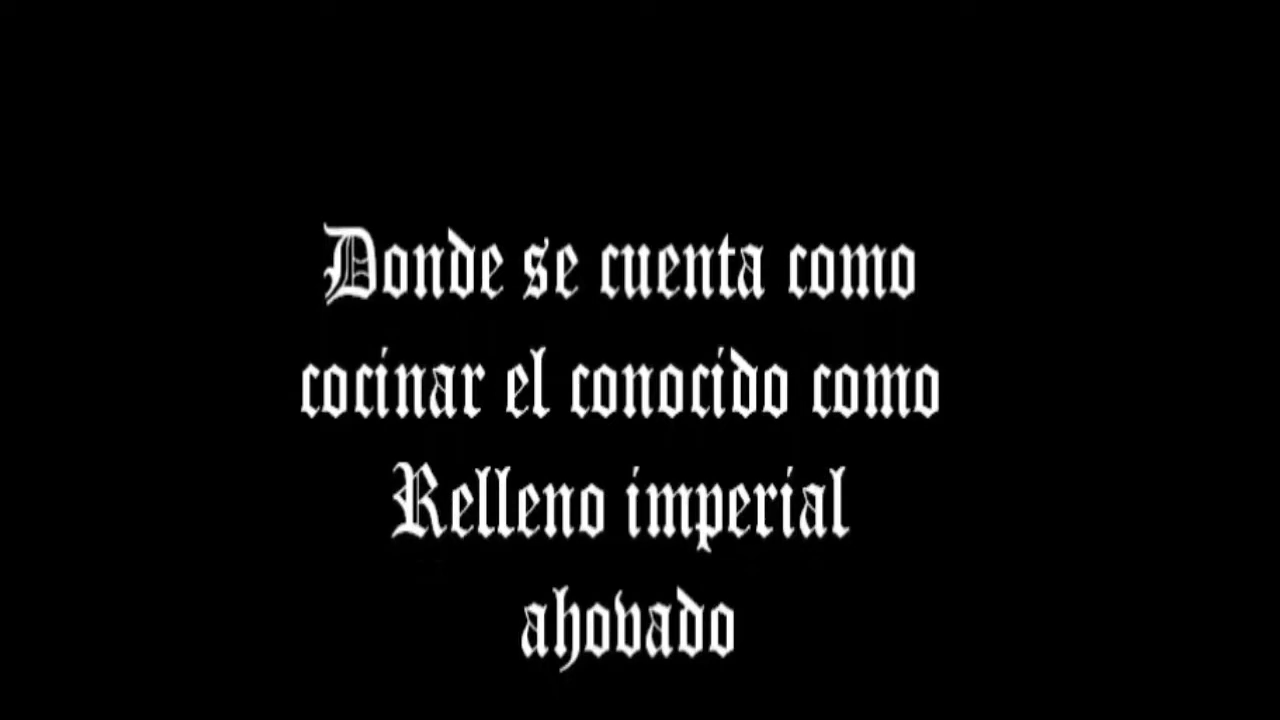 Donde se cuenta como
cocinar el conocido como
Relleno imperial
ahovado